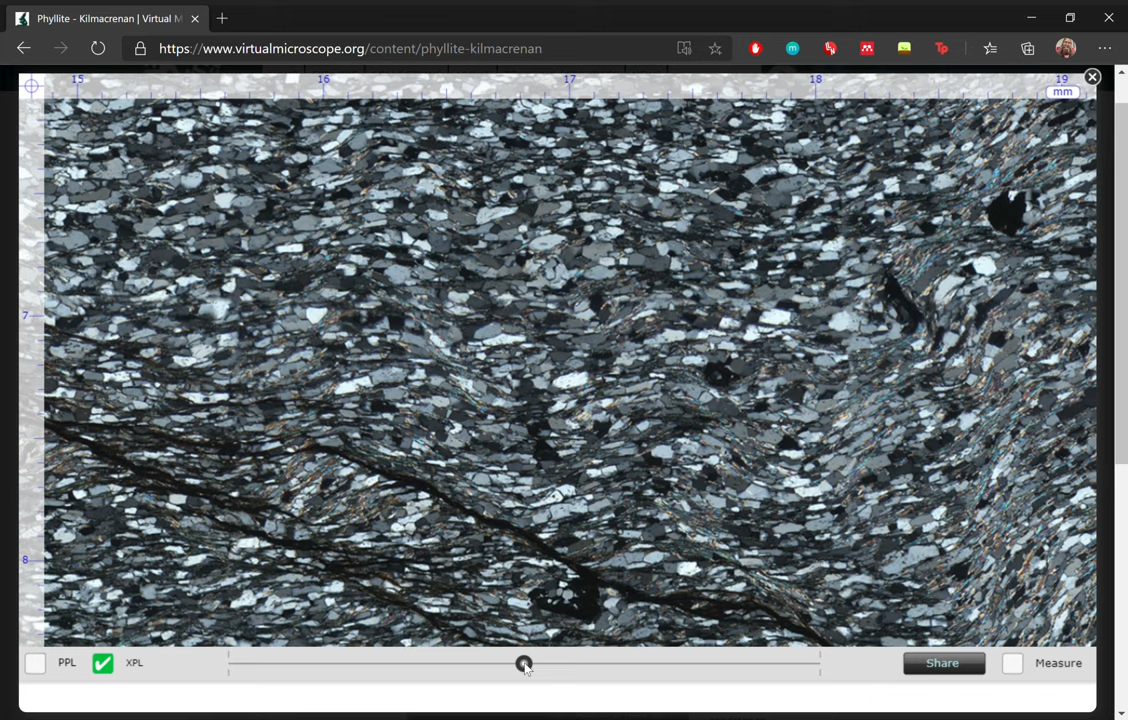 Phyllite - Kilmacrenan | Virtual M
https://www.virtualmicroscope.org/content/phyllite-kilmacrenan
15 16 17 18 19
mm
7
8
PPL XPL Share Measure